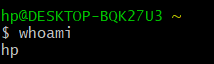 hp@DESKTOP-BQK27U3 ~
$ whoami
hp